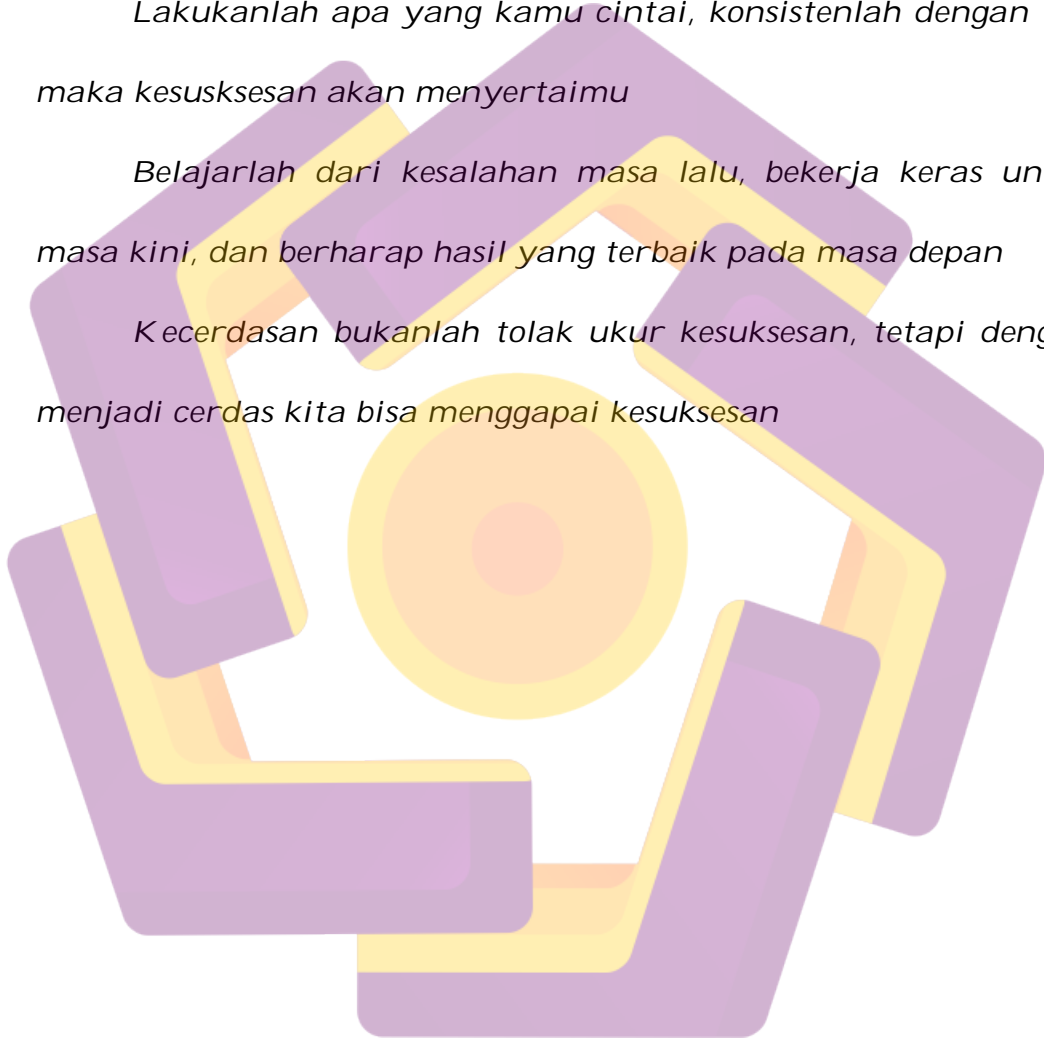 Lakukanlah apa yang kamu cintai, konsistenlah dengan
maka kesusksesan akan menyertaimu
Belajarlah dari kesalahan masa lalu, bekerja keras un
masa kini, dan berharap hasil yang terbaik pada masa depan
Kecerdasan bukanlah tolak ukur kesuksesan, tetapi deng
menjadi cerdas kita bisa menggapai kesuksesan